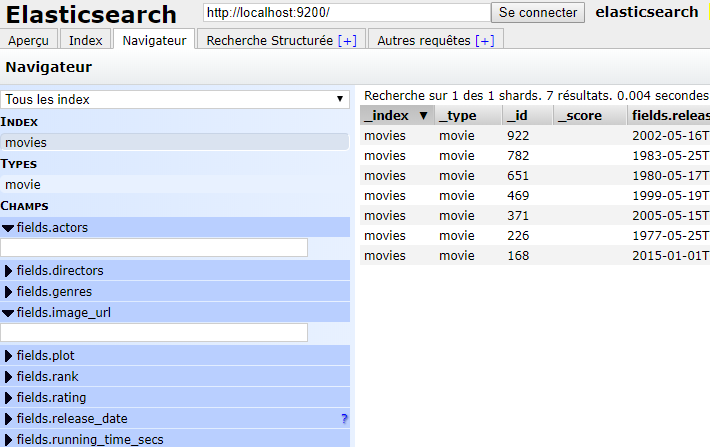 Elasticsearch http://localhost:9200/ Se connecter elasticsearch
Aperçu Index Navigateur Recherche Structurée [+] Autres requêtes [+]
Navigateur
Tous les index
INDEX
movies
TYPES
movie
CHAMPS
fields.actors
fields.directors
fields.genres
fields.image_url
fields.plot
fields.rank
fields.rating
fields.release_date ?
fields.running_time_secs
Recherche sur 1 des 1 shards. 7 résultats. 0.004 secondes
_index ▼ _type _id _score fields.releas
movies movie 922 2002-05-16T
movies movie 782 1983-05-25T
movies movie 651 1980-05-17T
movies movie 469 1999-05-19T
movies movie 371 2005-05-15T
movies movie 226 1977-05-25T
movies movie 168 2015-01-01T